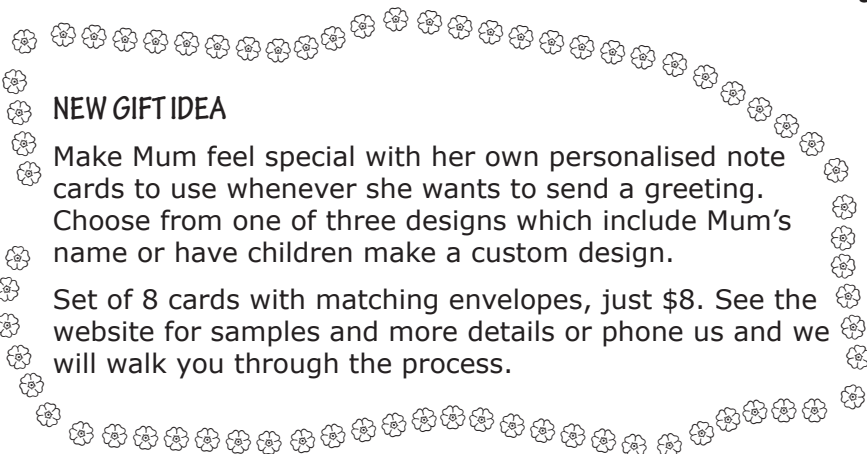 NEW GIFT IDEA
Make Mum feel special with her own personalised note
cards to use whenever she wants to send a greeting.
Choose from one of three designs which include Mum’s
name or have children make a custom design.
Set of 8 cards with matching envelopes, just $8. See the
website for samples and more details or phone us and we
will walk you through the process.